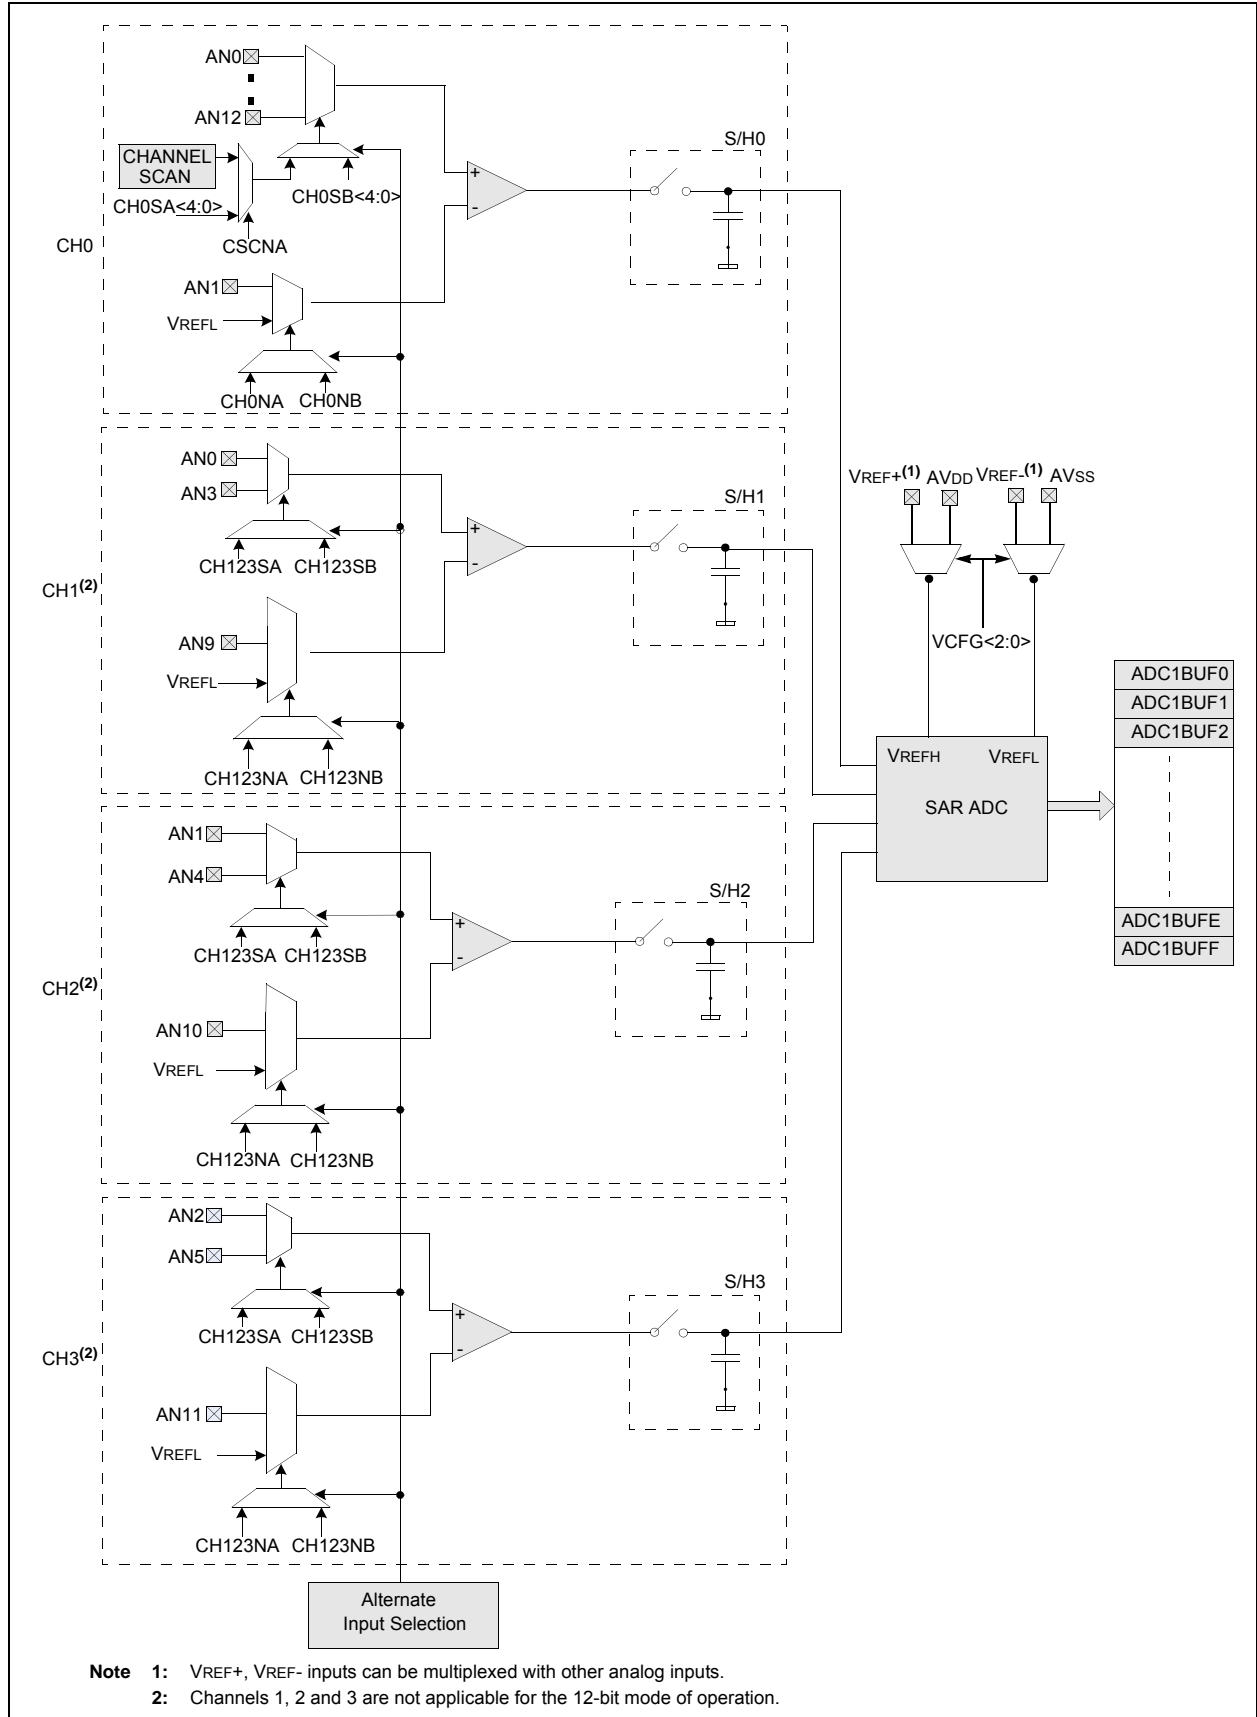 AN0
AN12
CHANNEL
SCAN
CH0SA<4:0>
CH0SB<4:0>
CSCNA
+
-
S/H0
CH0
AN1
VREFL
CH0NA CH0NB
AN0
AN3
CH123SA CH123SB
+
-
S/H1
CH1(2)
AN9
VREFL
CH123NA CH123NB
VREF+(1) AVDD VREF-(1) AVSS
VCFG<2:0>
VREFH VREFL
SAR ADC
ADC1BUF0
ADC1BUF1
ADC1BUF2
ADC1BUFE
ADC1BUFF
AN1
AN4
CH123SA CH123SB
+
-
S/H2
CH2(2)
AN10
VREFL
CH123NA CH123NB
AN2
AN5
CH123SA CH123SB
+
-
S/H3
CH3(2)
AN11
VREFL
CH123NA CH123NB
Alternate
Input Selection
Note 1: VREF+, VREF- inputs can be multiplexed with other analog inputs.
2: Channels 1, 2 and 3 are not applicable for the 12-bit mode of operation.